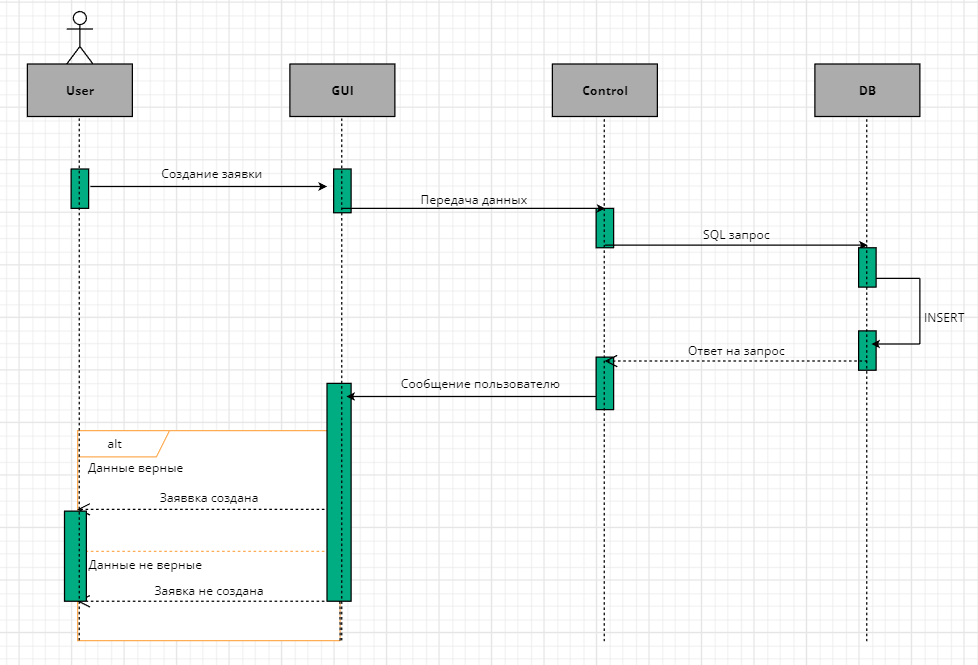 User
GUI
Control
DB
Создание заявки
Передача данных
SQL запрос
INSERT
Ответ на запрос
Сообщение пользователю
alt
Данные верные
Заяввка создана
Данные не верные
Заявка не создана